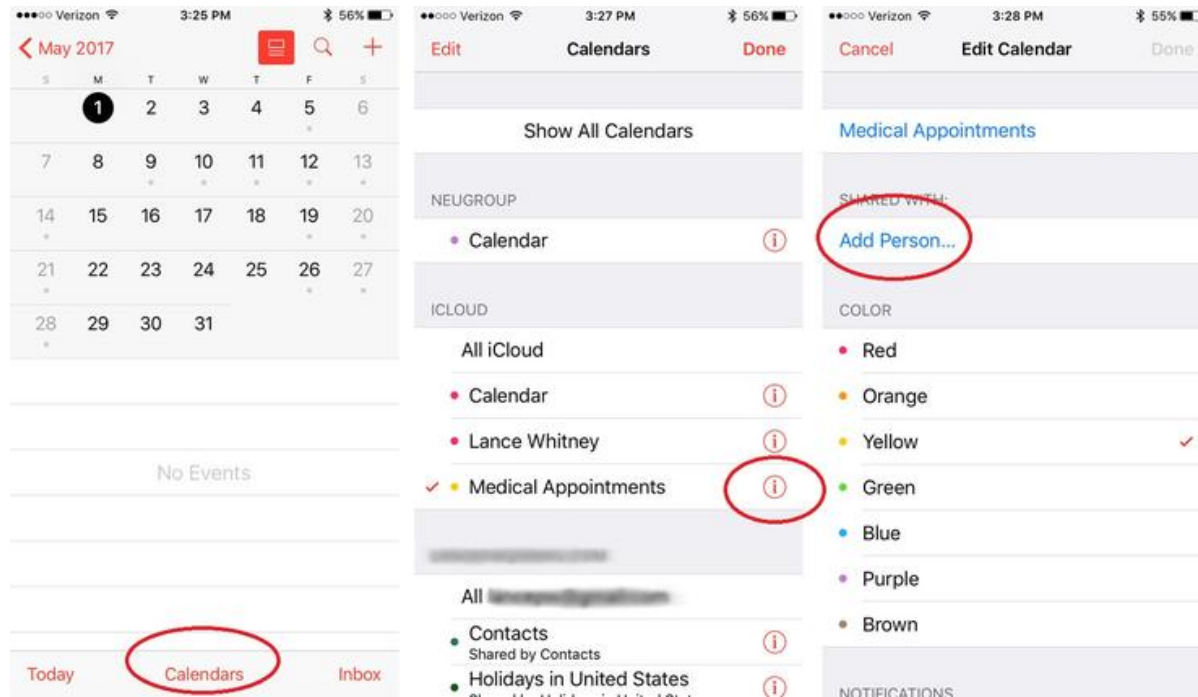 Verizon 3:25 PM 56%
May 2017
S M T W T F S
1 2 3 4 5 6
7 8 9 10 11 12 13
14 15 16 17 18 19 20
21 22 23 24 25 26 27
28 29 30 31
No Events
Today Calendars Inbox
Verizon 3:27 PM 56%
Edit Calendars Done
Show All Calendars
NEUGROUP
Calendar
ICLOUD
All iCloud
Calendar
Lance Whitney
Medical Appointments
All
Contacts
Shared by Contacts
Holidays in United States
Verizon 3:28 PM 55%
Cancel Edit Calendar Done
Medical Appointments
SHARED WITH:
Add Person...
COLOR
Red
Orange
Yellow
Green
Blue
Purple
Brown
NOTIFICATIONS